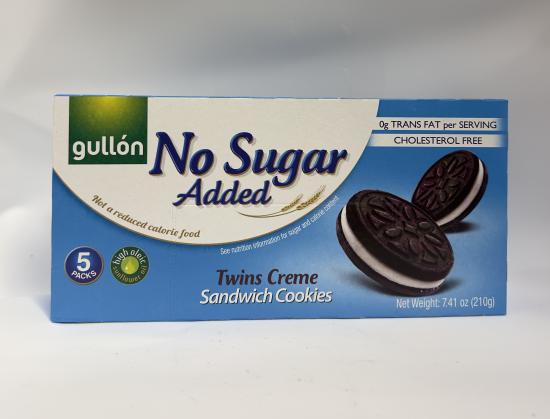 gullón
No Sugar
Added
Not a reduced calorie food
See nutrition information for sugar and calorie content
0g TRANS FAT per SERVING
CHOLESTEROL FREE
5
PACKS
high oleic
sunflower oil
Twins Creme
Sandwich Cookies
Net Weight: 7.41 oz (210g)